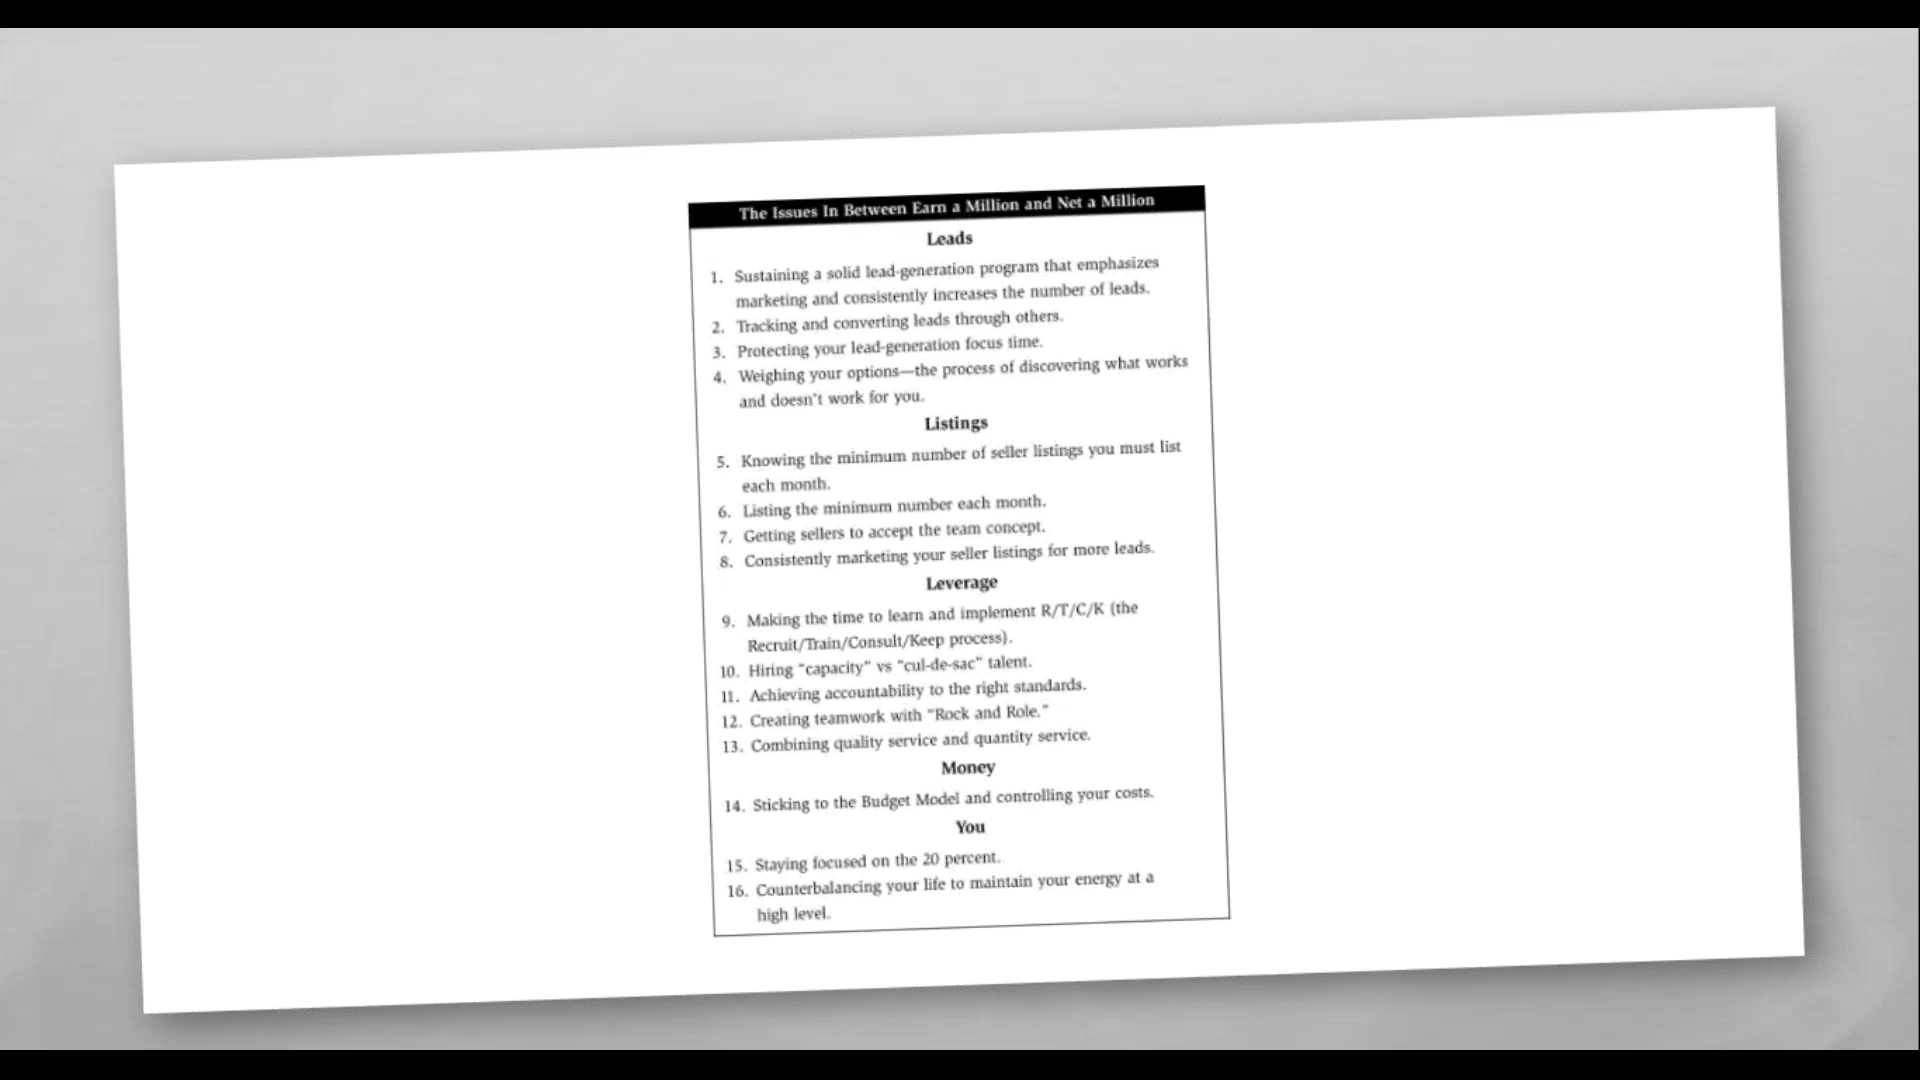 The Issues In Between Earn a Million and Net a Million
Leads
1. Sustaining a solid lead-generation program that emphasizes
marketing and consistently increases the number of leads.
2. Tracking and converting leads through others.
3. Protecting your lead-generation focus time.
4. Weighing your options—the process of discovering what works
and doesn't work for you.
Listings
5. Knowing the minimum number of seller listings you must list
each month.
6. Listing the minimum number each month.
7. Getting sellers to accept the team concept.
8. Consistently marketing your seller listings for more leads.
Leverage
9. Making the time to learn and implement R/T/C/K (the
Recruit/Train/Consult/Keep process).
10. Hiring "capacity" vs "cul-de-sac" talent.
11. Achieving accountability to the right standards.
12. Creating teamwork with "Rock and Role."
13. Combining quality service and quantity service.
Money
14. Sticking to the Budget Model and controlling your costs.
You
15. Staying focused on the 20 percent.
16. Counterbalancing your life to maintain your energy at a
high level.